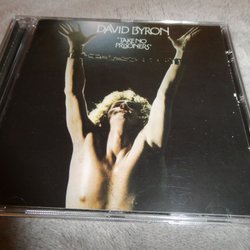 DAVID BYRON
"TAKE NO
PRISONERS"